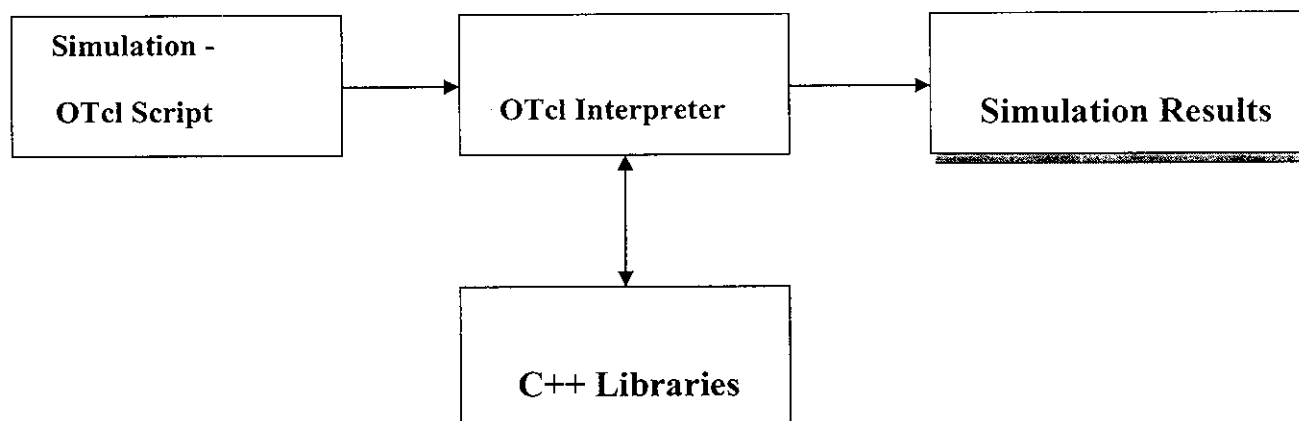 Simulation -
OTcl Script
OTcl Interpreter
Simulation Results
C++ Libraries